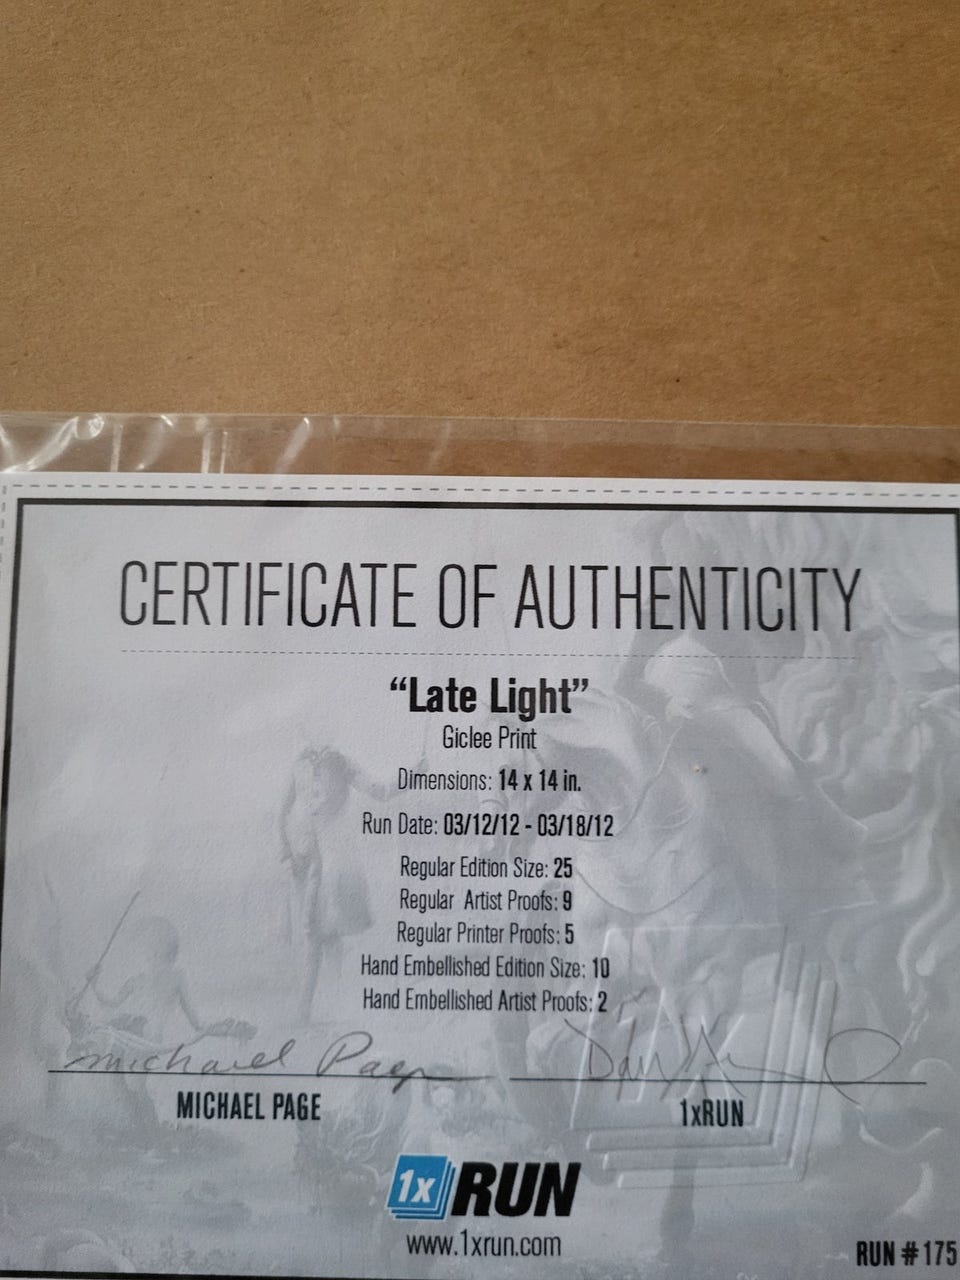 CERTIFICATE OF AUTHENTICITY
“Late Light”
Giclee Print
Dimensions: 14 x 14 in.
Run Date: 03/12/12 - 03/18/12
Regular Edition Size: 25
Regular Artist Proofs: 9
Regular Printer Proofs: 5
Hand Embellished Edition Size: 10
Hand Embellished Artist Proofs: 2
michael Page
MICHAEL PAGE
1xRUN
1x RUN
www.1xrun.com
RUN # 175